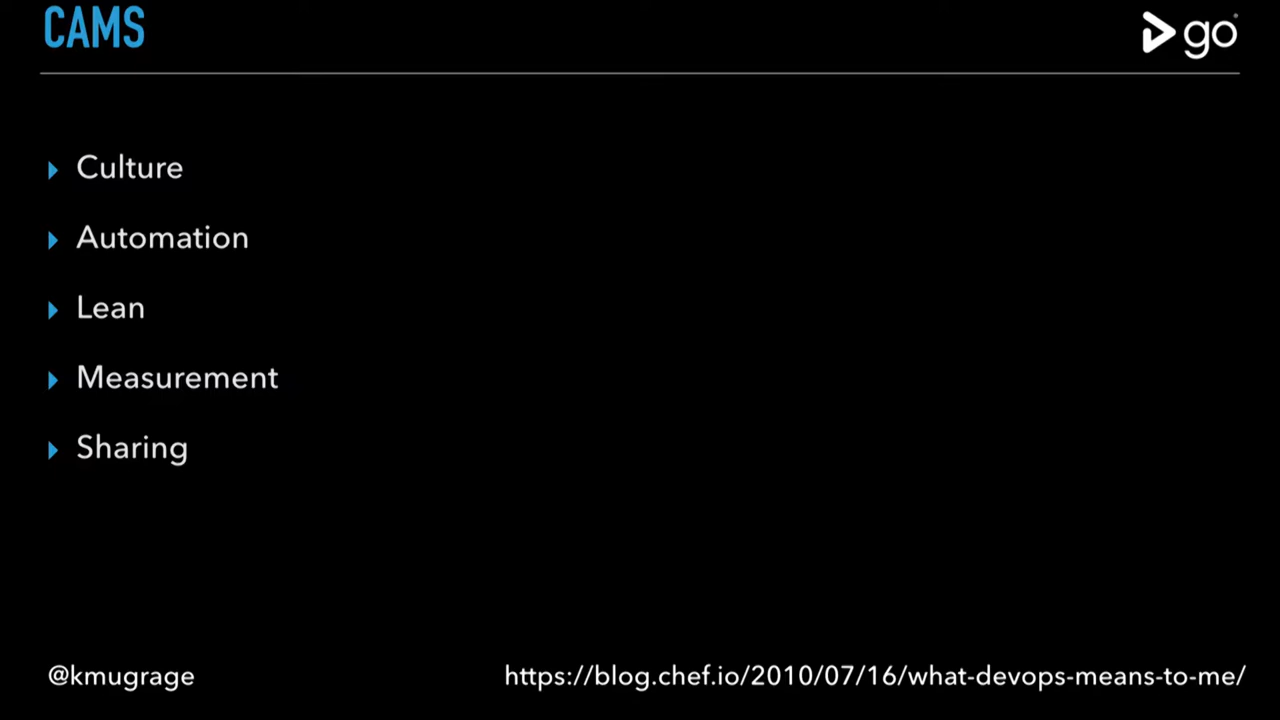 CAMS
go
Culture
Automation
Lean
Measurement
Sharing
@kmugrage
https://blog.chef.io/2010/07/16/what-devops-means-to-me/